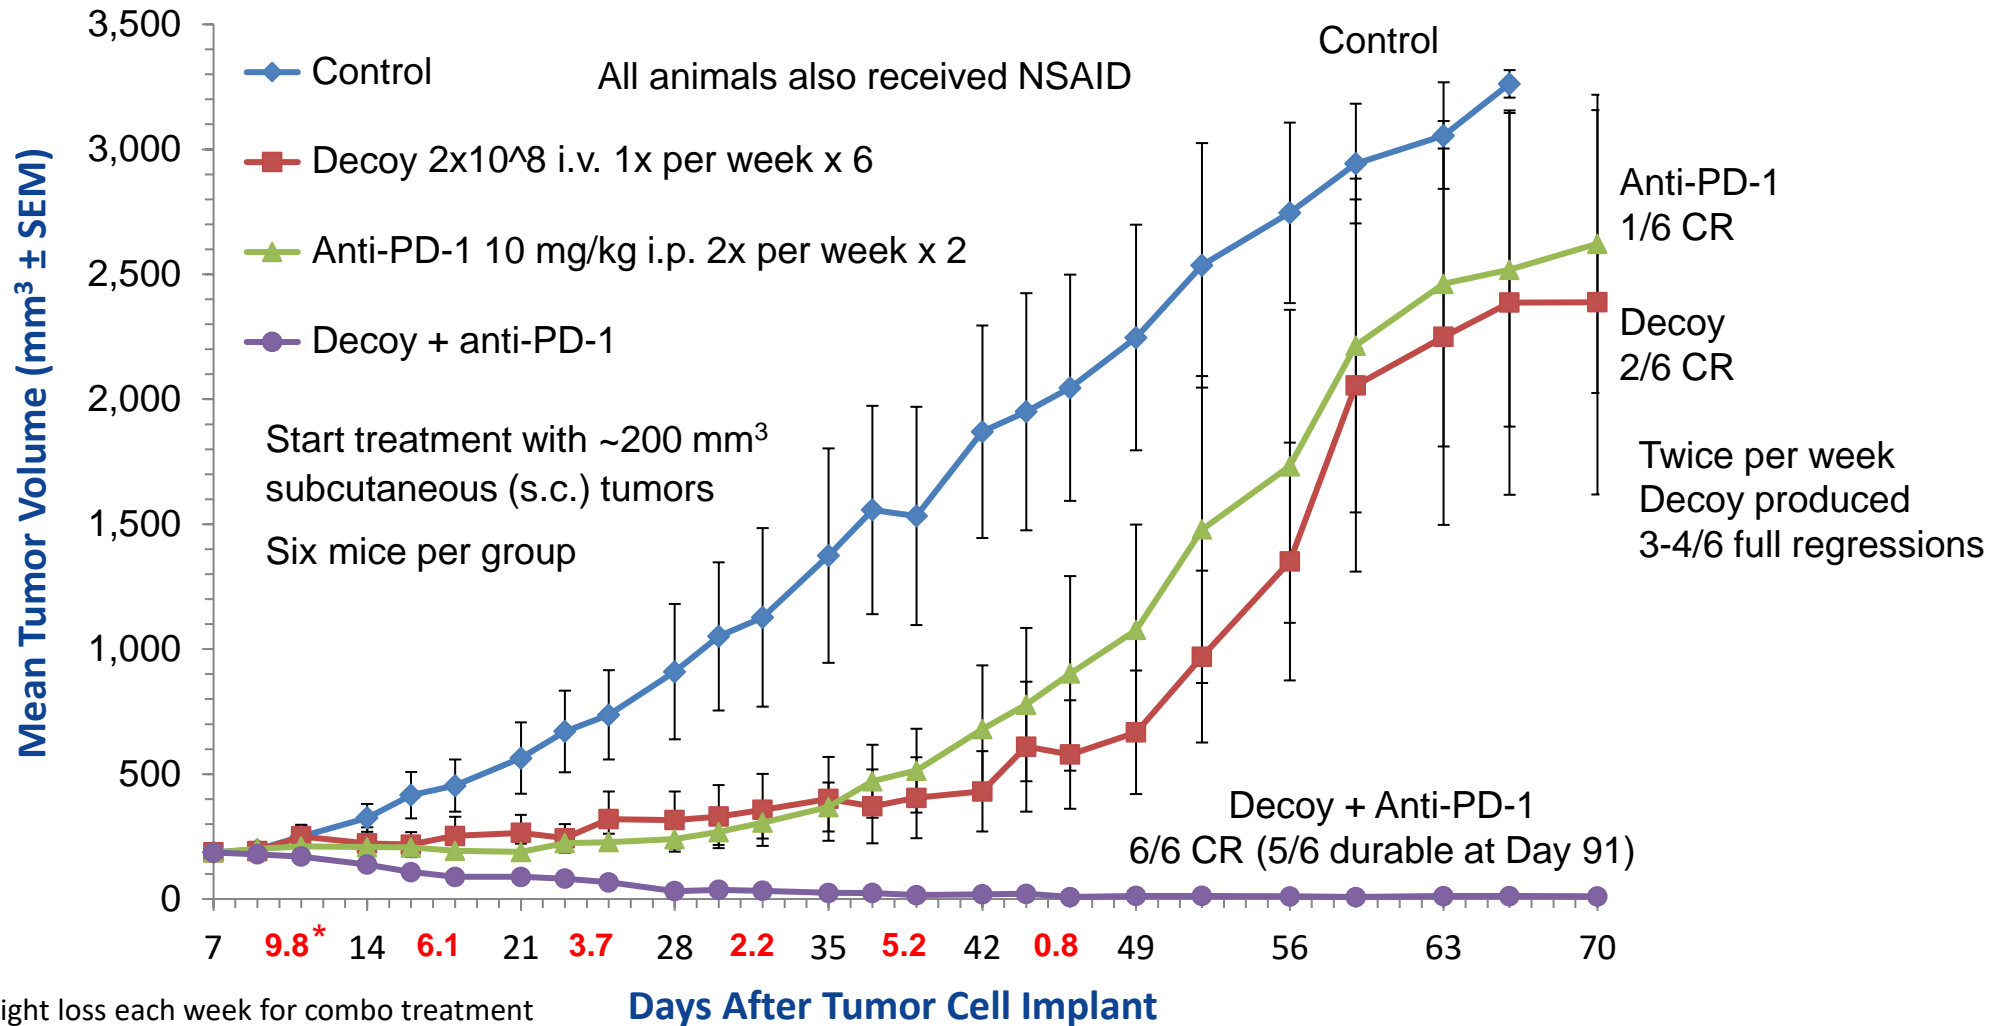 3,500
3,000
2,500
2,000
1,500
1,000
500
0
Mean Tumor Volume (mm³ ± SEM)
Control
Decoy 2x10^8 i.v. 1x per week x 6
Anti-PD-1 10 mg/kg i.p. 2x per week x 2
Decoy + anti-PD-1
All animals also received NSAID
Start treatment with ~200 mm³
subcutaneous (s.c.) tumors
Six mice per group
Control
Anti-PD-1
1/6 CR
Decoy
2/6 CR
Twice per week
Decoy produced
3-4/6 full regressions
Decoy + Anti-PD-1
6/6 CR (5/6 durable at Day 91)
7 9.8* 14 6.1 21 3.7 28 2.2 35 5.2 42 0.8 49 56 63 70
Days After Tumor Cell Implant
ight loss each week for combo treatment